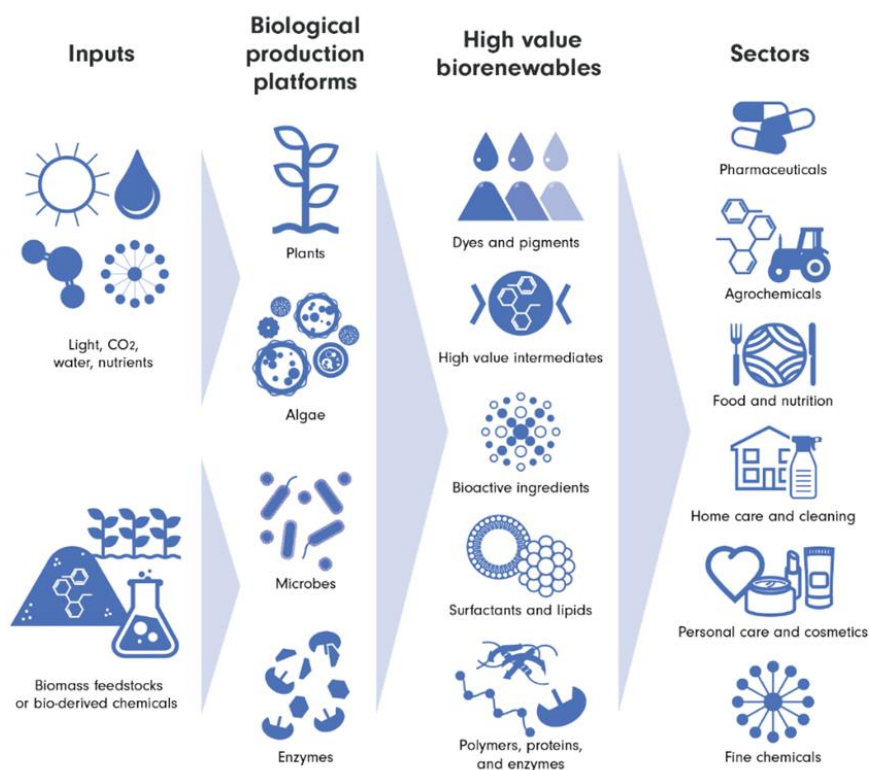 Inputs
Light, CO₂,
water, nutrients
Biomass feedstocks
or bio-derived chemicals
Biological
production
platforms
Plants
Algae
Microbes
Enzymes
High value
biorenewables
Dyes and pigments
High value intermediates
Bioactive ingredients
Surfactants and lipids
Polymers, proteins,
and enzymes
Sectors
Pharmaceuticals
Agrochemicals
Food and nutrition
Home care and cleaning
Personal care and cosmetics
Fine chemicals